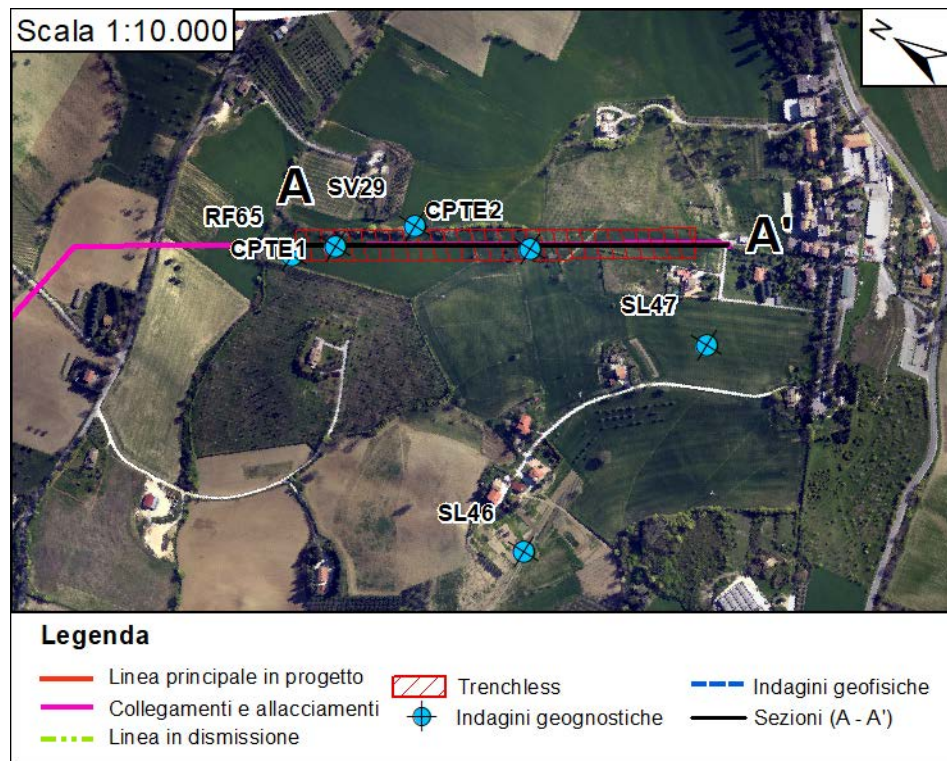 Scala 1:10.000
N
A
SV29
RF65
CPTE2
CPTE1
A'
SL47
SL46
Legenda
Linea principale in progetto
Collegamenti e allacciamenti
Linea in dismissione
Trenchless
Indagini geognostiche
Indagini geofisiche
Sezioni (A - A')